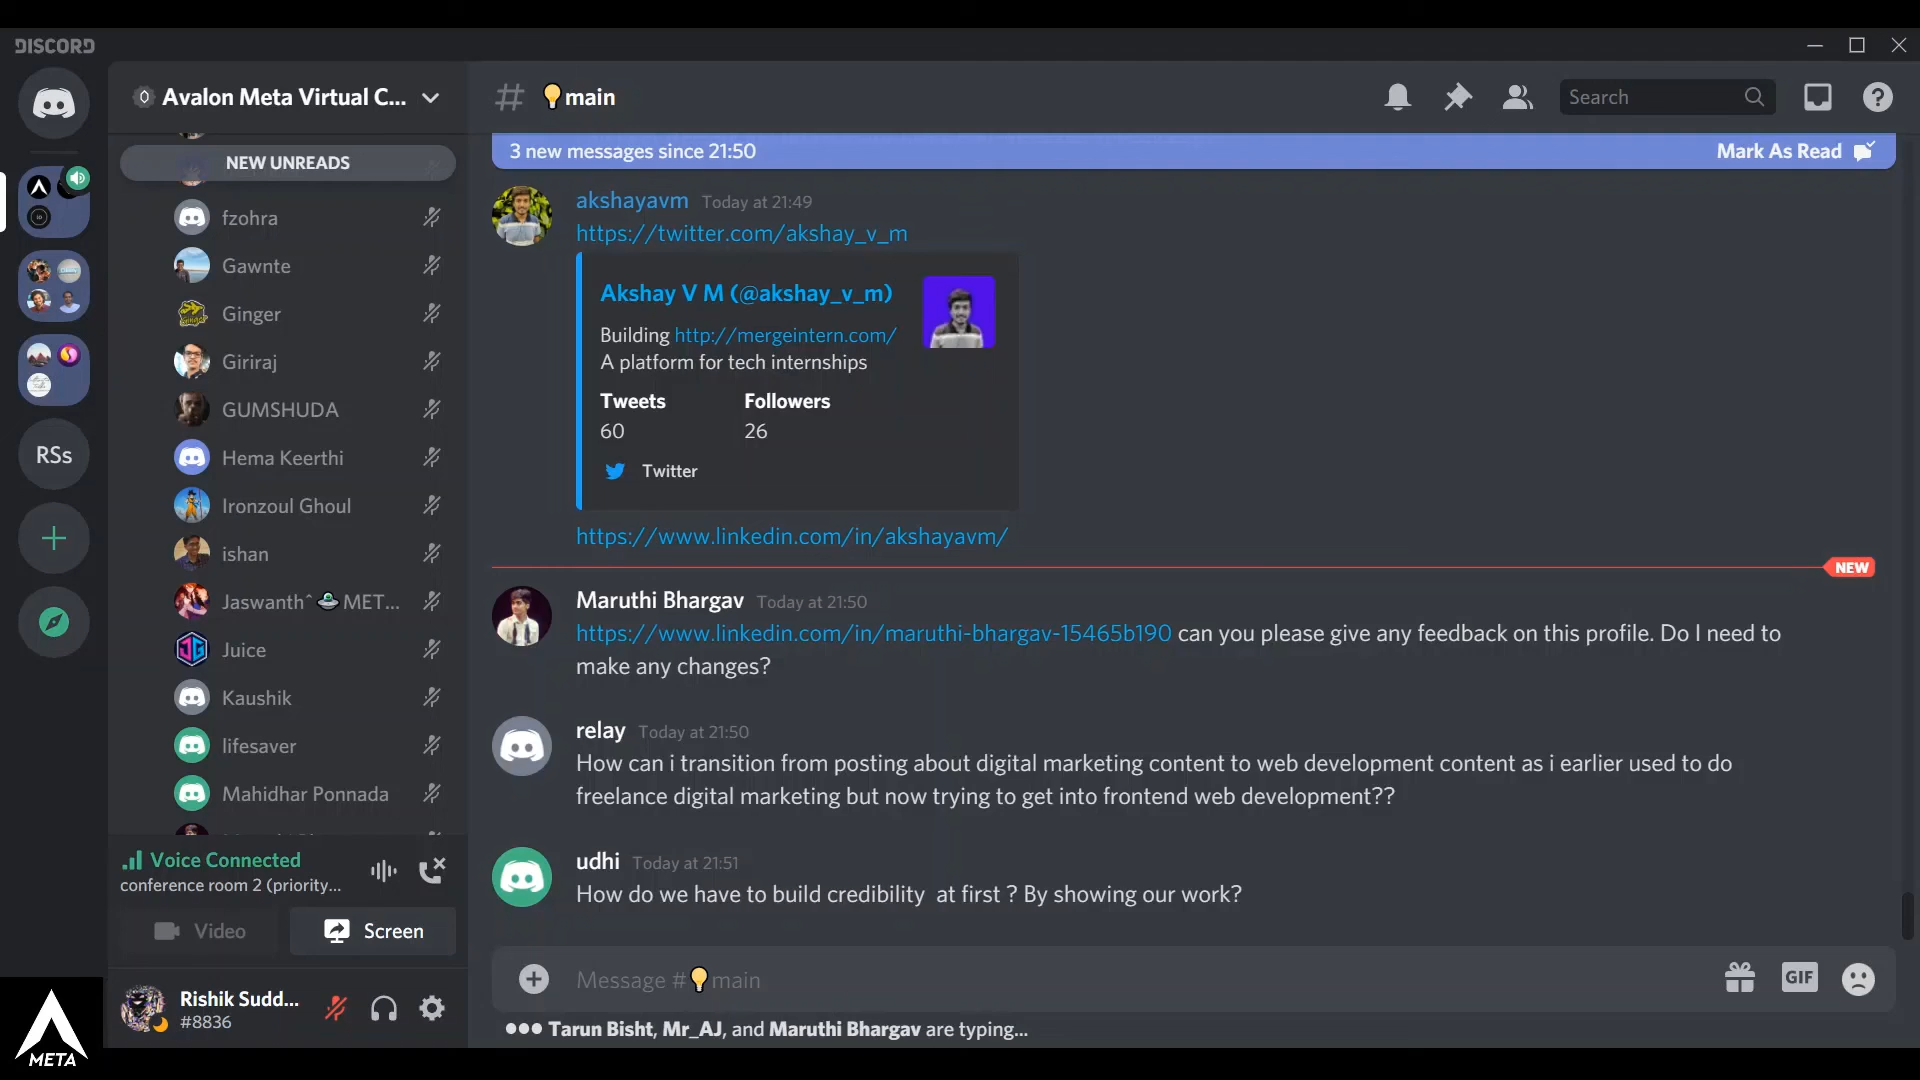 DISCORD
Avalon Meta Virtual C...
# 💡main
Search
NEW UNREADS
3 new messages since 21:50
Mark As Read
akshayavm Today at 21:49
https://twitter.com/akshay_v_m
Akshay V M (@akshay_v_m)
Building http://mergeintern.com/
A platform for tech internships
Tweets Followers
60 26
Twitter
https://www.linkedin.com/in/akshayavm/
NEW
Maruthi Bhargav Today at 21:50
https://www.linkedin.com/in/maruthi-bhargav-15465b190 can you please give any feedback on this profile. Do I need to
make any changes?
relay Today at 21:50
How can i transition from posting about digital marketing content to web development content as i earlier used to do
freelance digital marketing but now trying to get into frontend web development??
udhi Today at 21:51
How do we have to build credibility at first ? By showing our work?
Message #💡main
GIF
Tarun Bisht, Mr_AJ, and Maruthi Bhargav are typing...
fzohra
Gawnte
Ginger
Giriraj
GUMSHUDA
Hema Keerthi
Ironzoul Ghoul
ishan
Jaswanthˆ🛸MET...
Juice
Kaushik
lifesaver
Mahidhar Ponnada
RSs
Voice Connected
conference room 2 (priority...
Video
Screen
Rishik Sudd...
#8836
META